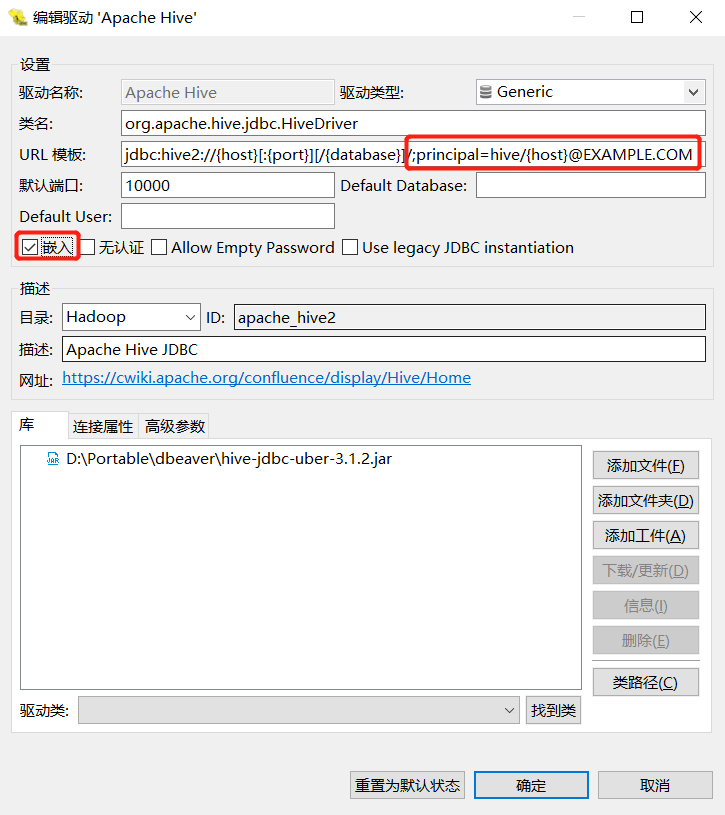 编辑驱动 'Apache Hive'
设置
驱动名称: Apache Hive 驱动类型: Generic
类名: org.apache.hive.jdbc.HiveDriver
URL 模板: jdbc:hive2://{host}[:{port}][/{database}]/;principal=hive/{host}@EXAMPLE.COM
默认端口: 10000 Default Database:
Default User:
嵌入 无认证 Allow Empty Password Use legacy JDBC instantiation
描述
目录: Hadoop ID: apache_hive2
描述: Apache Hive JDBC
网址: https://cwiki.apache.org/confluence/display/Hive/Home
库 连接属性 高级参数
JAR D:\Portable\dbeaver\hive-jdbc-uber-3.1.2.jar
添加文件(F)
添加文件夹(D)
添加工件(A)
下载/更新(D)
信息(I)
删除(E)
类路径(C)
驱动类: 找到类
重置为默认状态 确定 取消